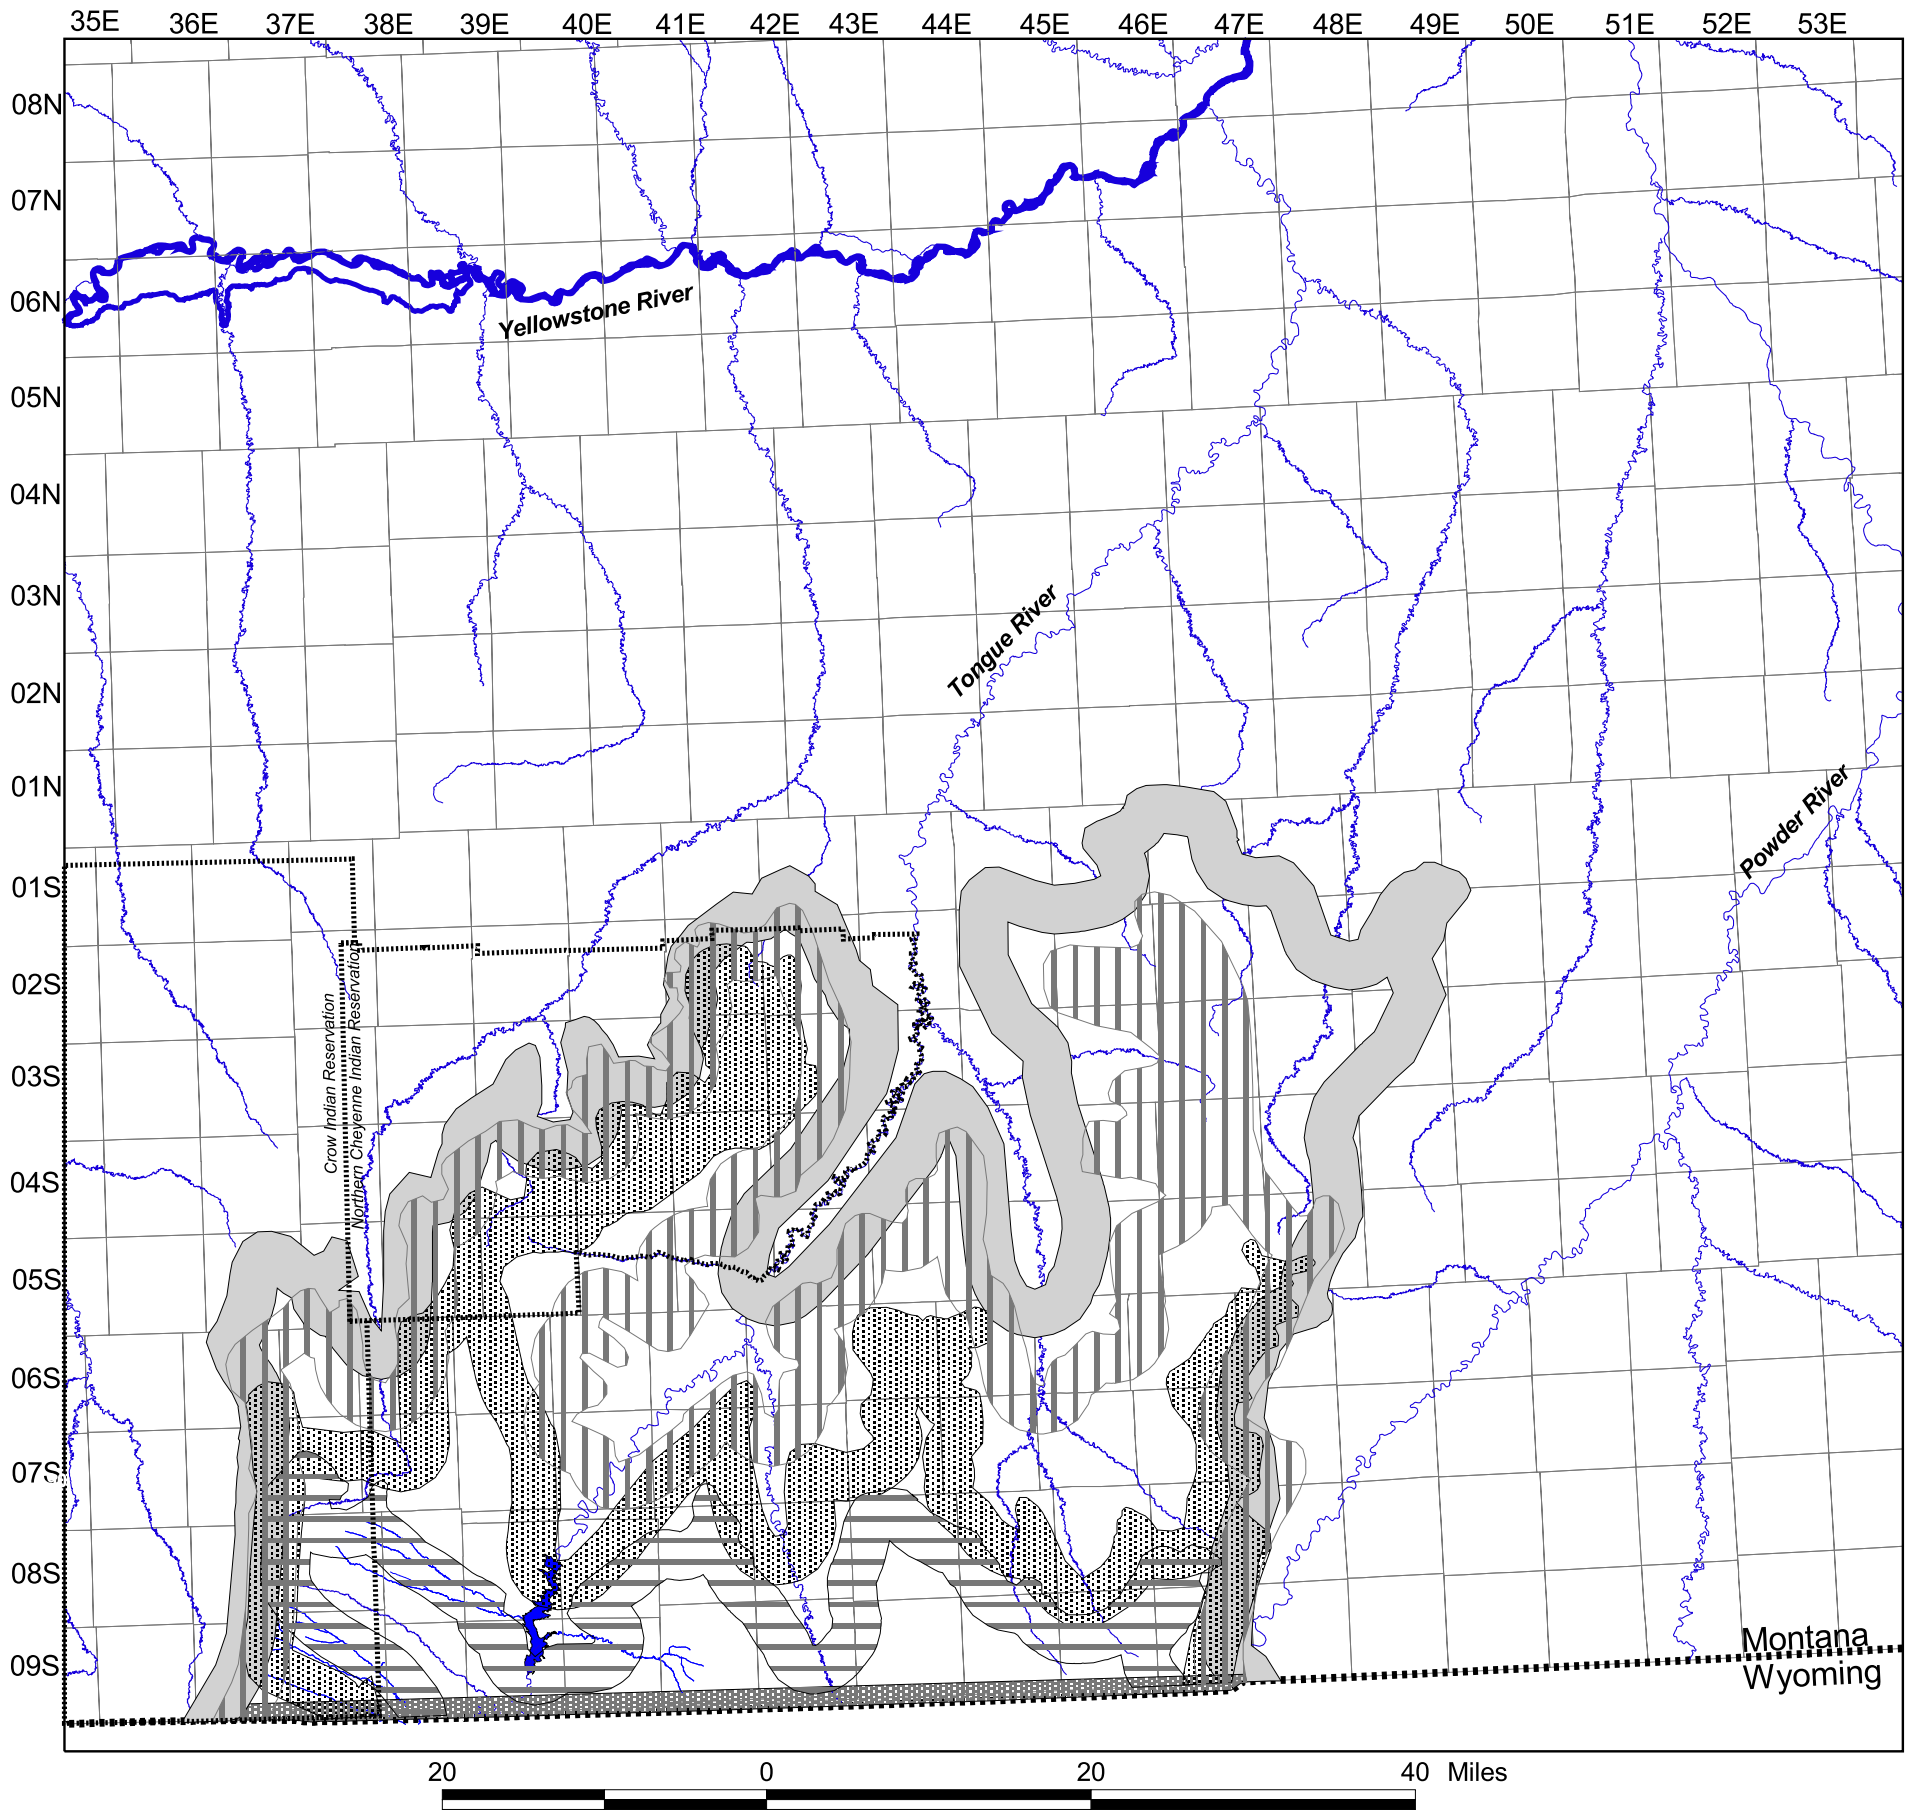 35E 36E 37E 38E 39E 40E 41E 42E 43E 44E 45E 46E 47E 48E 49E 50E 51E 52E 53E
08N
07N
06N
Yellowstone River
05N
04N
03N
Tongue River
02N
01N
Powder River
01S
02S
Crow Indian Reservation
Northern Cheyenne Indian Reservation
03S
04S
05S
06S
07S
08S
09S
Montana
Wyoming
20 0 20 40 Miles